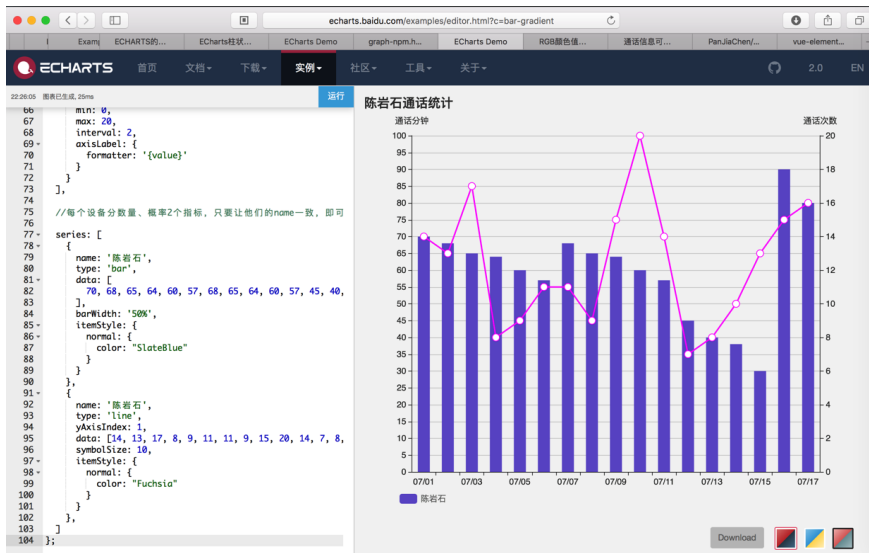 echarts.baidu.com/examples/editor.html?c=bar-gradient
Exam
ECHARTS的...
ECharts柱状...
ECharts Demo
graph-npm.h...
ECharts Demo
RGB颜色值...
通话信息可...
PanJiaChen/...
vue-element...
ECHARTS
首页
文档
下载
实例
社区
工具
关于
2.0
EN
22:26:05 图表已生成, 25ms
运行
66 min: 0,
67 max: 20,
68 interval: 2,
69 axisLabel: {
70 formatter: '{value}'
71 }
72 }
73 ],
74
75 //每个设备分数量、概率2个指标，只要让他们的name一致，即可
76
77 series: [
78 {
79 name: '陈岩石',
80 type: 'bar',
81 data: [
82 70, 68, 65, 64, 60, 57, 68, 65, 64, 60, 57, 45, 40,
83 ],
84 barWidth: '50%',
85 itemStyle: {
86 normal: {
87 color: "SlateBlue"
88 }
89 }
90 },
91 {
92 name: '陈岩石',
93 type: 'line',
94 yAxisIndex: 1,
95 data: [14, 13, 17, 8, 9, 11, 11, 9, 15, 20, 14, 7, 8,
96 symbolSize: 10,
97 itemStyle: {
98 normal: {
99 color: "Fuchsia"
100 }
101 }
102 },
103 ]
104 };
陈岩石通话统计
通话分钟
通话次数
100
95
90
85
80
75
70
65
60
55
50
45
40
35
30
25
20
15
10
5
0
20
18
16
14
12
10
8
6
4
2
0
07/01
07/03
07/05
07/07
07/09
07/11
07/13
07/15
07/17
陈岩石
Download